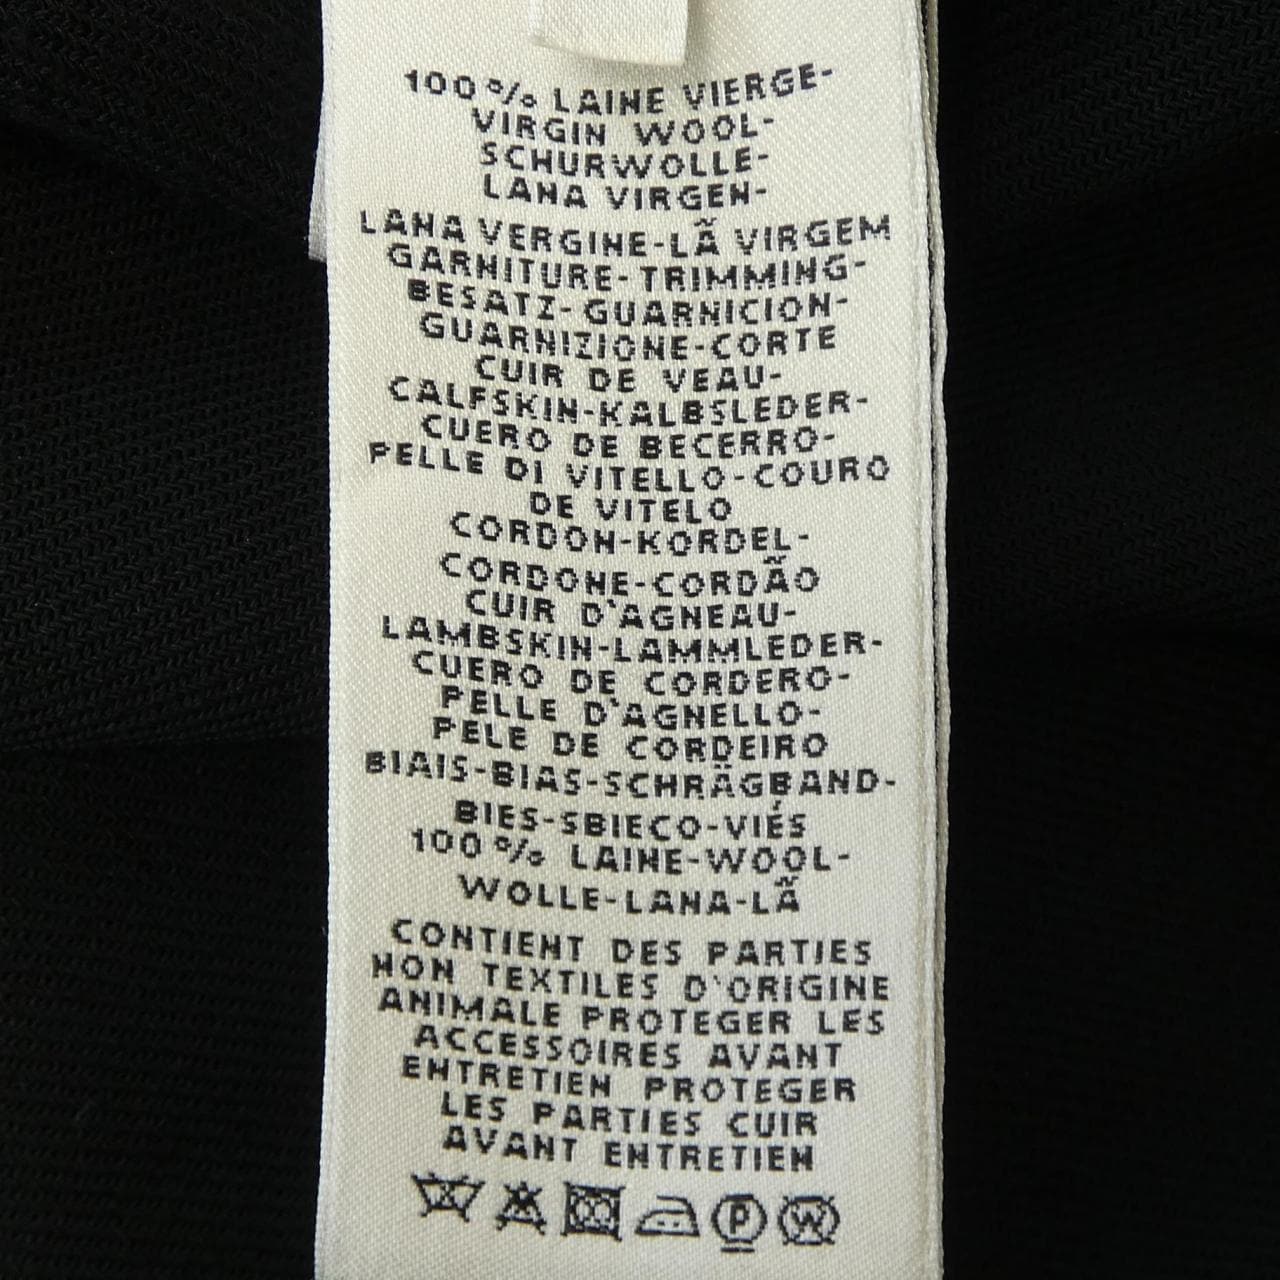 100% LAINE VIERGE-
VIRGIN WOOL-
SCHURWOLLE-
LANA VIRGEN-
LANA VERGINE-LÃ VIRGEM
GARNITURE-TRIMMING-
BESATZ-GUARNICION-
GUARNIZIONE-CORTE
CUIR DE VEAU-
CALFSKIN-KALBSLEDER-
CUERO DE BECERRO-
PELLE DI VITELLO-COURO
DE VITELO
CORDON-KORDEL-
CORDONE-CORDÃO
CUIR D'AGNEAU-
LAMBSKIN-LAMMLEDER-
CUERO DE CORDERO-
PELLE D'AGNELLO-
PELE DE CORDEIRO
BIAIS-BIAS-SCHRÄGBAND-
BIES-SBIECO-VIÉS
100% LAINE-WOOL-
WOLLE-LANA-LÃ
CONTIENT DES PARTIES
NON TEXTILES D'ORIGINE
ANIMALE PROTEGER LES
ACCESSOIRES AVANT
ENTRETIEN PROTEGER
LES PARTIES CUIR
AVANT ENTRETIEN
P W